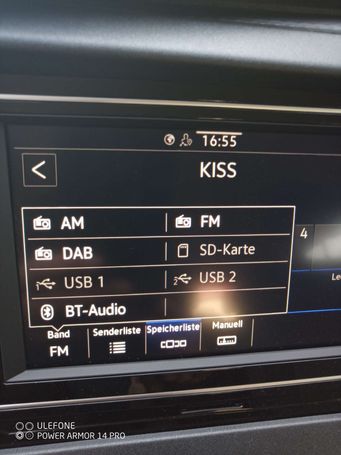 16:55
KISS
AM FM
DAB SD-Karte
USB 1 USB 2
BT-Audio
4
Band Senderliste Speicherliste Manuell
FM
ULEFONE
POWER ARMOR 14 PRO